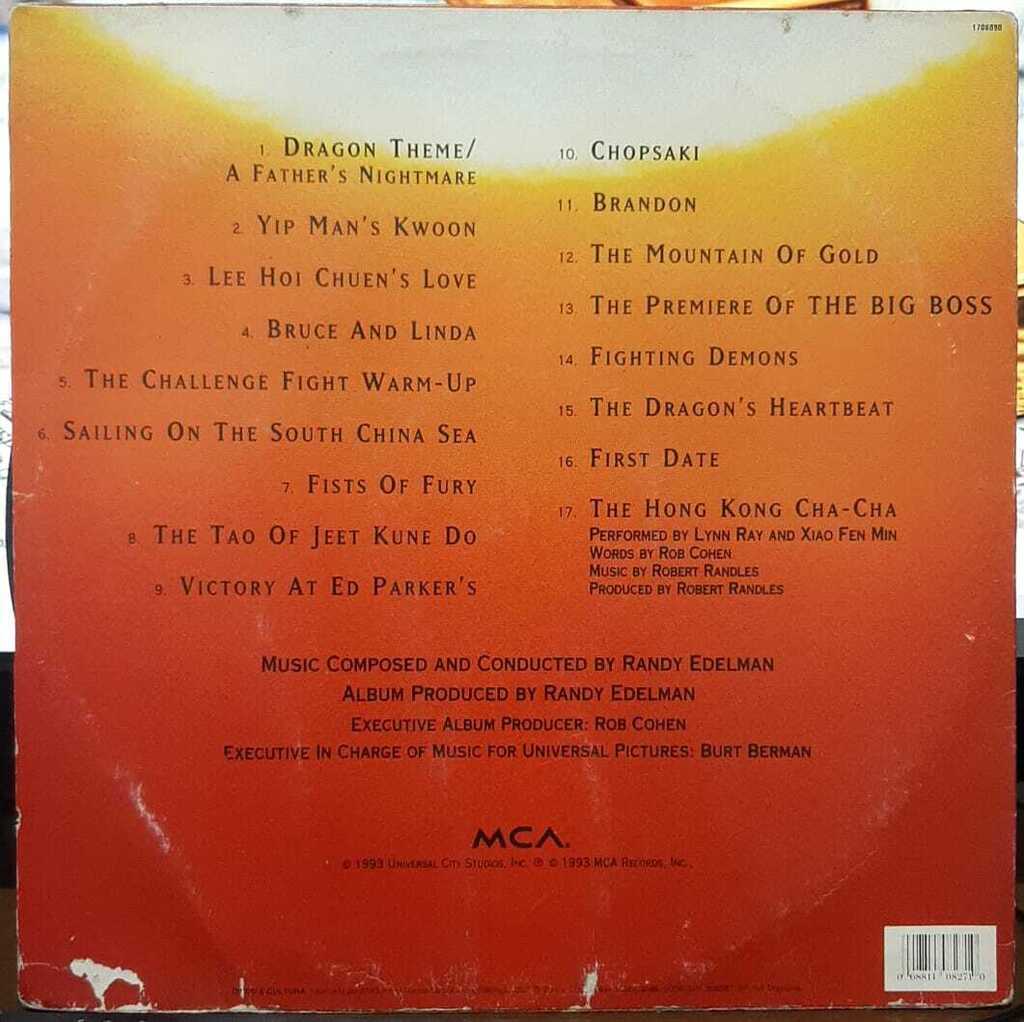 1706090
1. DRAGON THEME/
A FATHER'S NIGHTMARE
2. YIP MAN'S KWOON
3. LEE HOI CHUEN'S LOVE
4. BRUCE AND LINDA
5. THE CHALLENGE FIGHT WARM-UP
6. SAILING ON THE SOUTH CHINA SEA
7. FISTS OF FURY
8. THE TAO OF JEET KUNE DO
9. VICTORY AT ED PARKER'S
10. CHOPSAKI
11. BRANDON
12. THE MOUNTAIN OF GOLD
13. THE PREMIERE OF THE BIG BOSS
14. FIGHTING DEMONS
15. THE DRAGON'S HEARTBEAT
16. FIRST DATE
17. THE HONG KONG CHA-CHA
PERFORMED BY LYNN RAY AND XIAO FEN MIN
WORDS BY ROB COHEN
MUSIC BY ROBERT RANDLES
PRODUCED BY ROBERT RANDLES
MUSIC COMPOSED AND CONDUCTED BY RANDY EDELMAN
ALBUM PRODUCED BY RANDY EDELMAN
EXECUTIVE ALBUM PRODUCER: ROB COHEN
EXECUTIVE IN CHARGE OF MUSIC FOR UNIVERSAL PICTURES: BURT BERMAN
MCA.
© 1993 UNIVERSAL CITY STUDIOS, INC. ℗ © 1993 MCA RECORDS, INC.
0 68811 08271 0